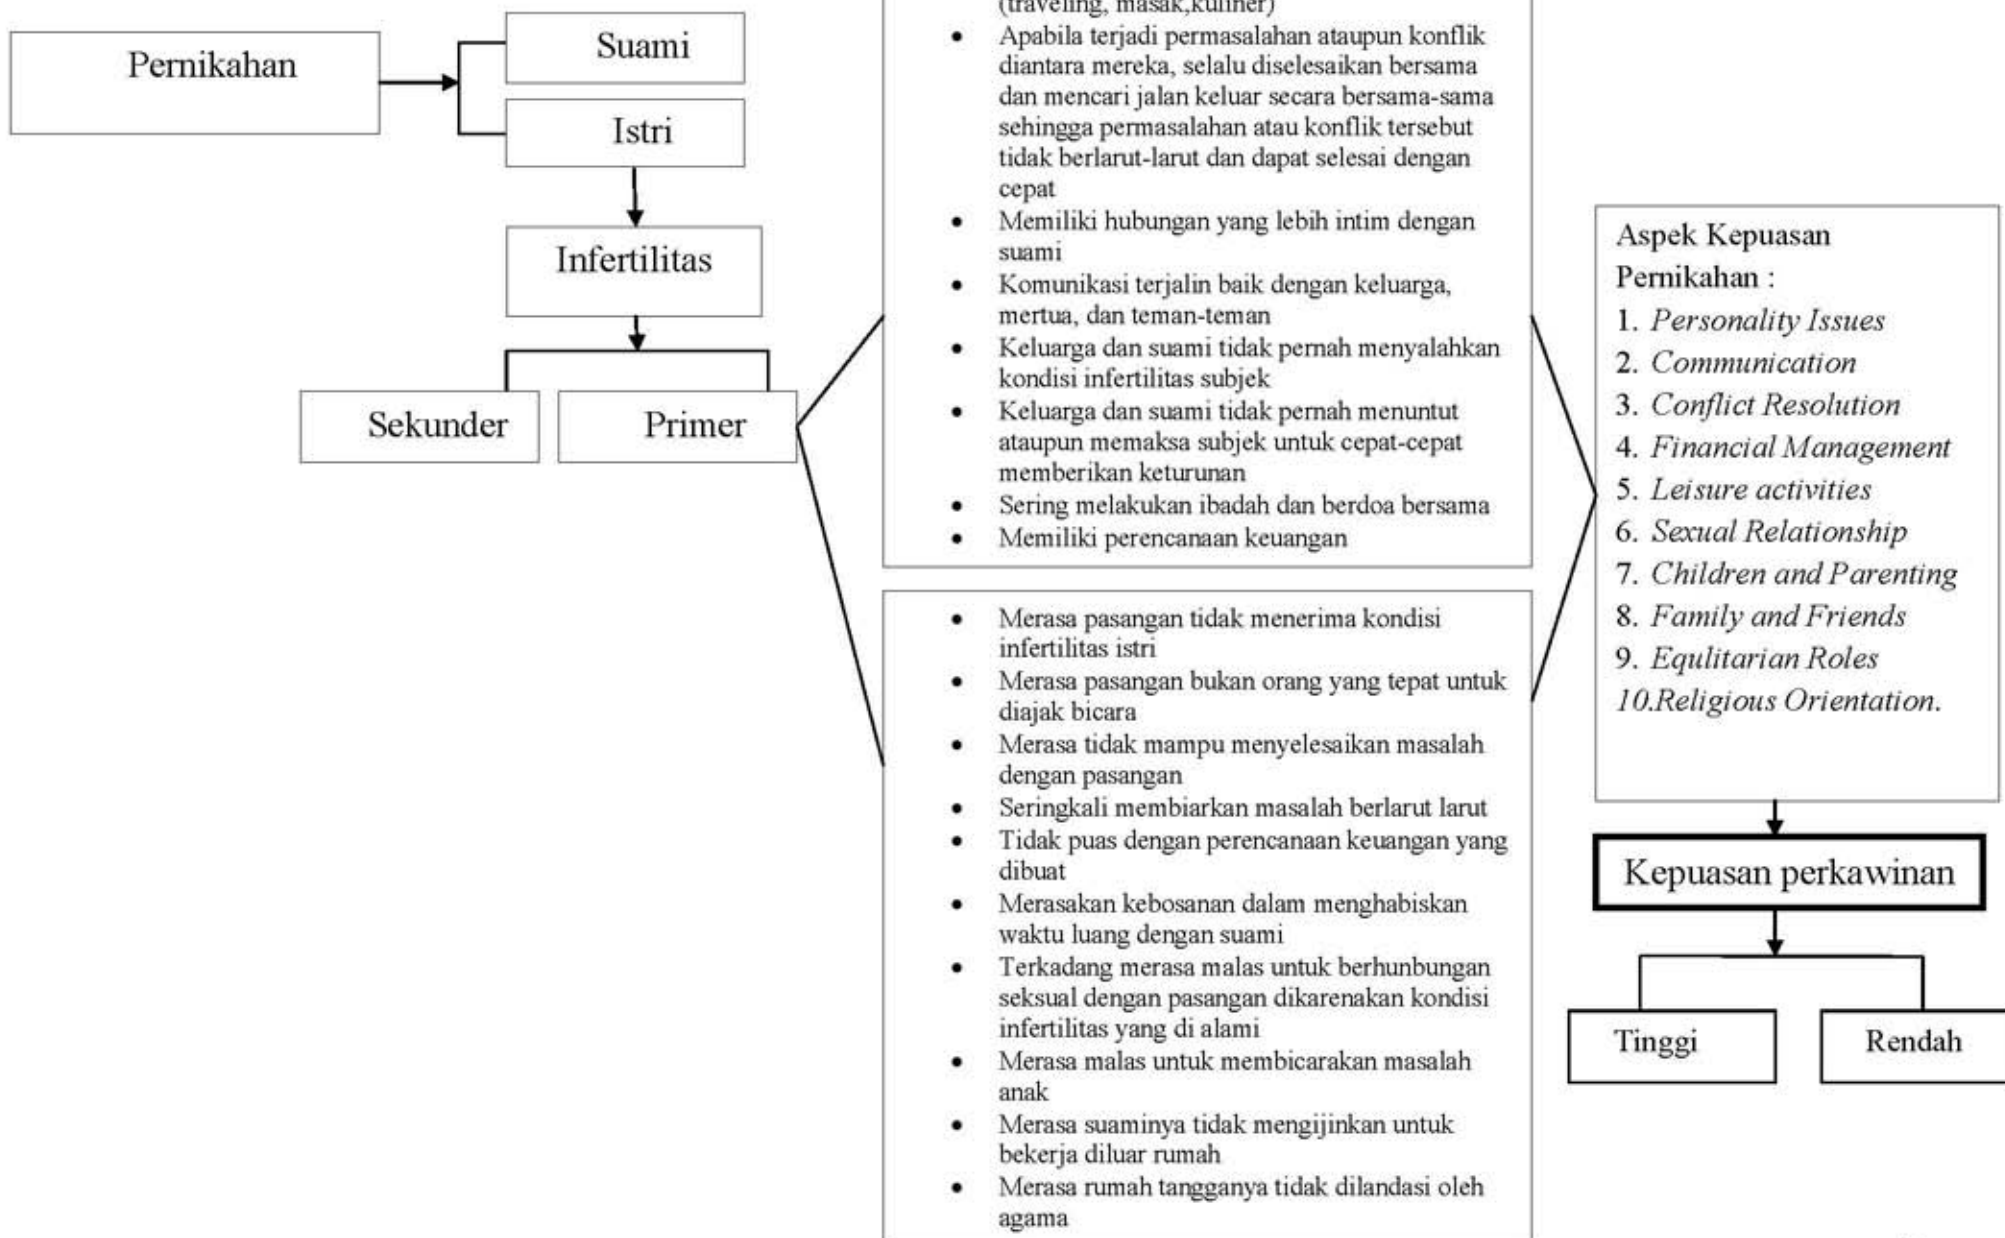 Pernikahan
Suami
Istri
Infertilitas
Sekunder
Primer
(traveling, masak,kuliner)
• Apabila terjadi permasalahan ataupun konflik
diantara mereka, selalu diselesaikan bersama
dan mencari jalan keluar secara bersama-sama
sehingga permasalahan atau konflik tersebut
tidak berlarut-larut dan dapat selesai dengan
cepat
• Memiliki hubungan yang lebih intim dengan
suami
• Komunikasi terjalin baik dengan keluarga,
mertua, dan teman-teman
• Keluarga dan suami tidak pernah menyalahkan
kondisi infertilitas subjek
• Keluarga dan suami tidak pernah menuntut
ataupun memaksa subjek untuk cepat-cepat
memberikan keturunan
• Sering melakukan ibadah dan berdoa bersama
• Memiliki perencanaan keuangan
• Merasa pasangan tidak menerima kondisi
infertilitas istri
• Merasa pasangan bukan orang yang tepat untuk
diajak bicara
• Merasa tidak mampu menyelesaikan masalah
dengan pasangan
• Seringkali membiarkan masalah berlarut larut
• Tidak puas dengan perencanaan keuangan yang
dibuat
• Merasakan kebosanan dalam menghabiskan
waktu luang dengan suami
• Terkadang merasa malas untuk berhunbungan
seksual dengan pasangan dikarenakan kondisi
infertilitas yang di alami
• Merasa malas untuk membicarakan masalah
anak
• Merasa suaminya tidak mengijinkan untuk
bekerja diluar rumah
• Merasa rumah tangganya tidak dilandasi oleh
agama
Aspek Kepuasan
Pernikahan :
1. Personality Issues
2. Communication
3. Conflict Resolution
4. Financial Management
5. Leisure activities
6. Sexual Relationship
7. Children and Parenting
8. Family and Friends
9. Equlitarian Roles
10.Religious Orientation.
Kepuasan perkawinan
Tinggi
Rendah